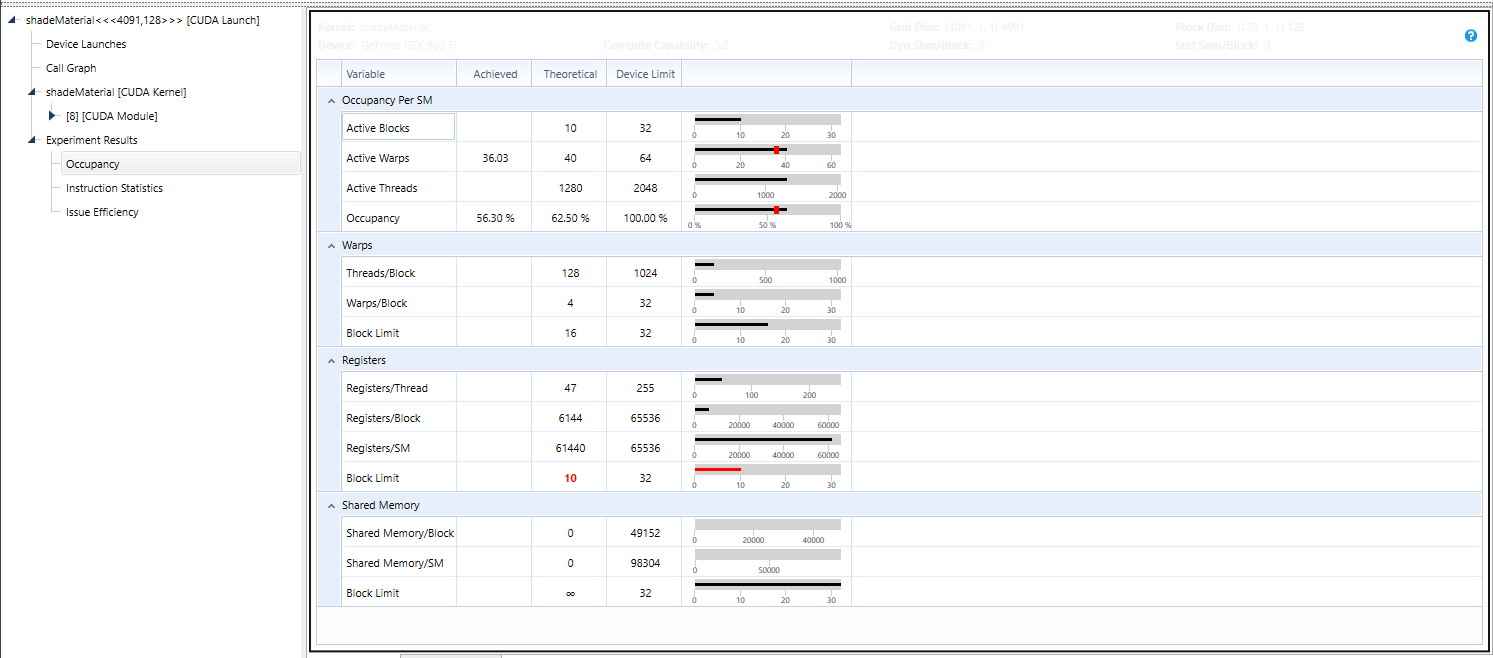 shadeMaterial<<<4091,128>>> [CUDA Launch]
Device Launches
Call Graph
shadeMaterial [CUDA Kernel]
[8] [CUDA Module]
Experiment Results
Occupancy
Instruction Statistics
Issue Efficiency
Kernel: shadeMaterial Grid Dim: {4091, 1, 1} 4091 Block Dim: {128, 1, 1} 128
Device: GeForce GTX 980 Ti Compute Capability: 5.2 Dyn Shm/Block: 0 Stat Shm/Block: 0
?
Variable Achieved Theoretical Device Limit
Occupancy Per SM
Active Blocks 10 32
0 10 20 30
Active Warps 36.03 40 64
0 20 40 60
Active Threads 1280 2048
0 1000 2000
Occupancy 56.30 % 62.50 % 100.00 %
0 % 50 % 100 %
Warps
Threads/Block 128 1024
0 500 1000
Warps/Block 4 32
0 10 20 30
Block Limit 16 32
0 10 20 30
Registers
Registers/Thread 47 255
0 100 200
Registers/Block 6144 65536
0 20000 40000 60000
Registers/SM 61440 65536
0 20000 40000 60000
Block Limit 10 32
0 10 20 30
Shared Memory
Shared Memory/Block 0 49152
0 20000 40000
Shared Memory/SM 0 98304
0 50000
Block Limit ∞ 32
0 10 20 30